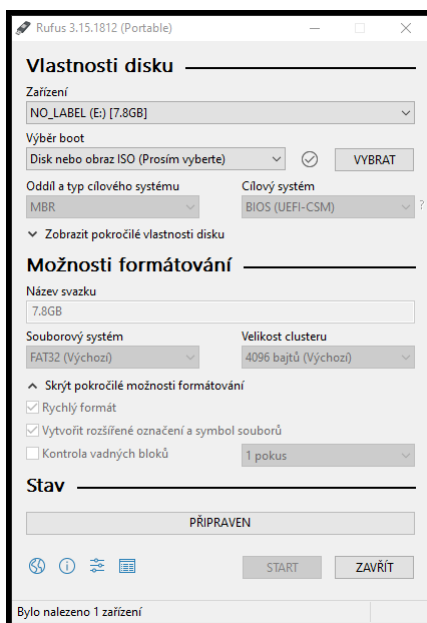 Rufus 3.15.1812 (Portable)
Vlastnosti disku
Zařízení
NO_LABEL (E:) [7.8GB]
Výběr boot
Disk nebo obraz ISO (Prosím vyberte)
VYBRAT
Oddíl a typ cílového systému
Cílový systém
MBR
BIOS (UEFI-CSM)
?
Zobrazit pokročilé vlastnosti disku
Možnosti formátování
Název svazku
7.8GB
Souborový systém
Velikost clusteru
FAT32 (Výchozí)
4096 bajtů (Výchozí)
Skrýt pokročilé možnosti formátování
Rychlý formát
Vytvořit rozšířené označení a symbol souborů
Kontrola vadných bloků
1 pokus
Stav
PŘIPRAVEN
START
ZAVŘÍT
Bylo nalezeno 1 zařízení